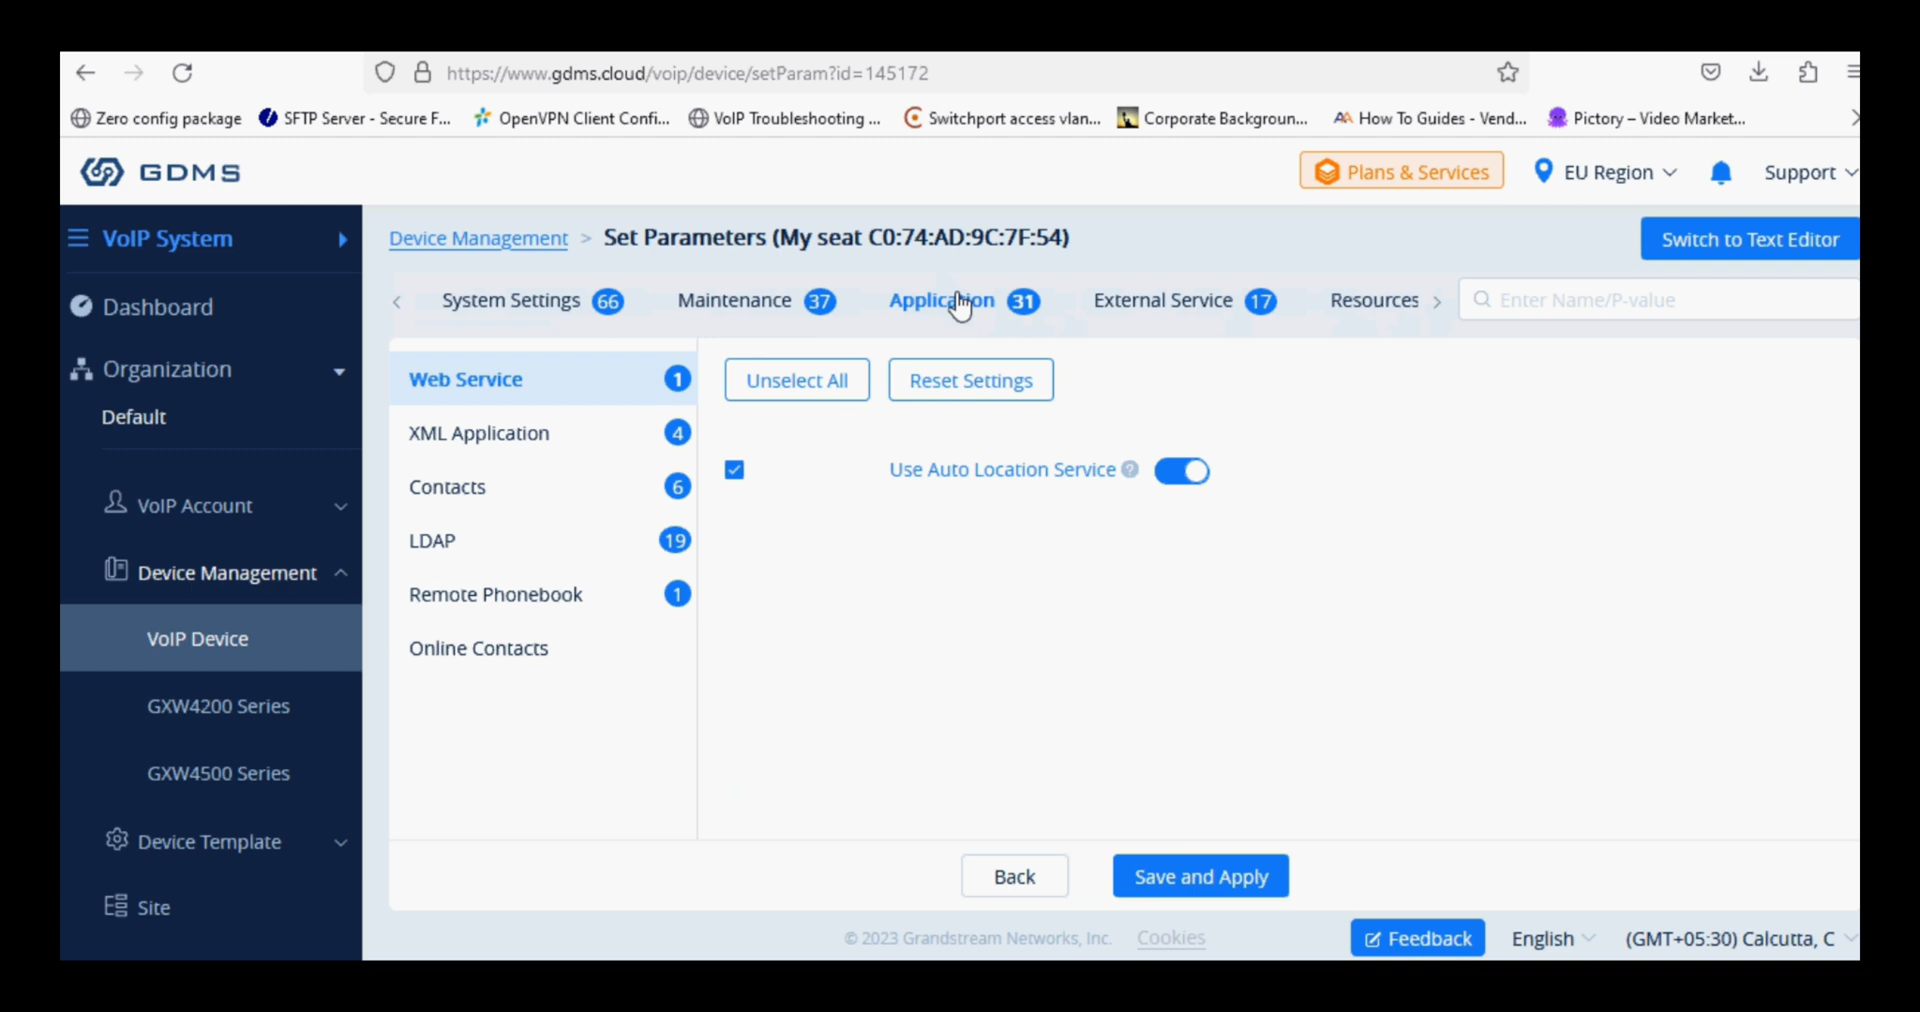 https://www.gdms.cloud/voip/device/setParam?id=145172
Zero config package SFTP Server - Secure F... OpenVPN Client Confi... VoIP Troubleshooting ... Switchport access vlan... Corporate Backgroun... How To Guides - Vend... Pictory – Video Market...
GDMS Plans & Services EU Region Support
VoIP System
Dashboard
Organization
Default
VoIP Account
Device Management
VoIP Device
GXW4200 Series
GXW4500 Series
Device Template
Site
Device Management > Set Parameters (My seat C0:74:AD:9C:7F:54) Switch to Text Editor
System Settings 66 Maintenance 37 Application 31 External Service 17 Resources Enter Name/P-value
Web Service 1
XML Application 4
Contacts 6
LDAP 19
Remote Phonebook 1
Online Contacts
Unselect All Reset Settings
Use Auto Location Service ?
Back Save and Apply
© 2023 Grandstream Networks, Inc. Cookies Feedback English (GMT+05:30) Calcutta, C